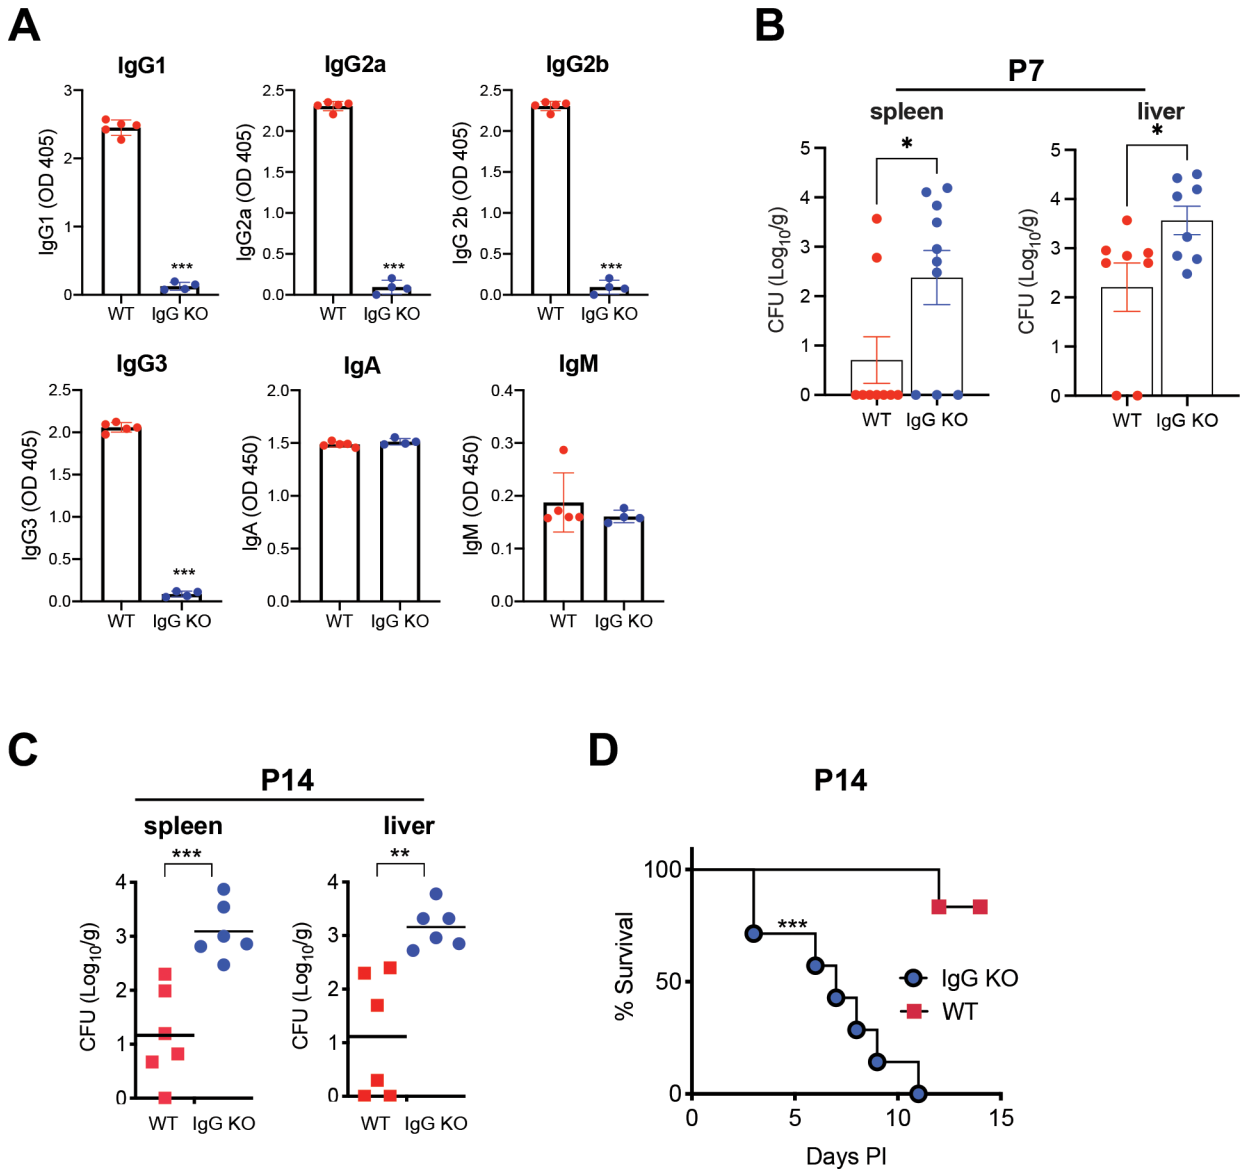 A
IgG1
IgG1 (OD 405)
3
2
1
0
***
WT IgG KO
IgG2a
IgG2a (OD 405)
2.5
2.0
1.5
1.0
0.5
0.0
***
WT IgG KO
IgG2b
IgG 2b (OD 405)
2.5
2.0
1.5
1.0
0.5
0.0
***
WT IgG KO
IgG3
IgG3 (OD 405)
2.5
2.0
1.5
1.0
0.5
0.0
***
WT IgG KO
IgA
IgA (OD 450)
2.0
1.5
1.0
0.5
0.0
WT IgG KO
IgM
IgM (OD 450)
0.4
0.3
0.2
0.1
0.0
WT IgG KO
B
P7
spleen
*
CFU (Log10/g)
5
4
3
2
1
0
WT IgG KO
liver
*
CFU (Log10/g)
5
4
3
2
1
0
WT IgG KO
C
P14
spleen
***
CFU (Log10/g)
4
3
2
1
0
WT IgG KO
liver
**
CFU (Log10/g)
4
3
2
1
0
WT IgG KO
D
P14
% Survival
100
50
0
***
IgG KO
WT
0 5 10 15
Days PI